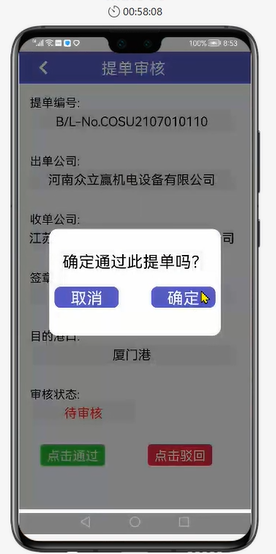 00:58:08
100% 8:53
提单审核
提单编号:
B/L-No.COSU2107010110
出单公司:
河南众立赢机电设备有限公司
收单公司:
江苏
司
确定通过此提单吗?
签章
取消 确定
目的港口:
厦门港
审核状态:
待审核
点击通过 点击驳回